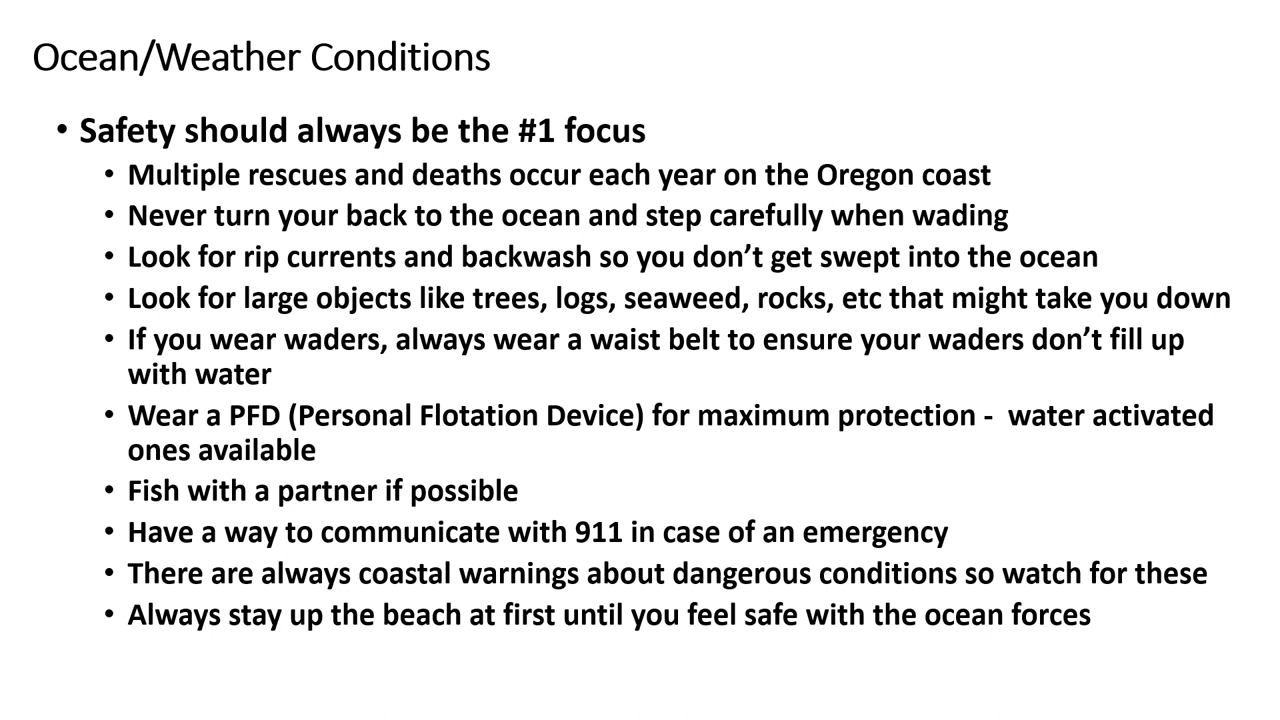 Ocean/Weather Conditions
• Safety should always be the #1 focus
• Multiple rescues and deaths occur each year on the Oregon coast
• Never turn your back to the ocean and step carefully when wading
• Look for rip currents and backwash so you don’t get swept into the ocean
• Look for large objects like trees, logs, seaweed, rocks, etc that might take you down
• If you wear waders, always wear a waist belt to ensure your waders don’t fill up
with water
• Wear a PFD (Personal Flotation Device) for maximum protection -  water activated
ones available
• Fish with a partner if possible
• Have a way to communicate with 911 in case of an emergency
• There are always coastal warnings about dangerous conditions so watch for these
• Always stay up the beach at first until you feel safe with the ocean forces